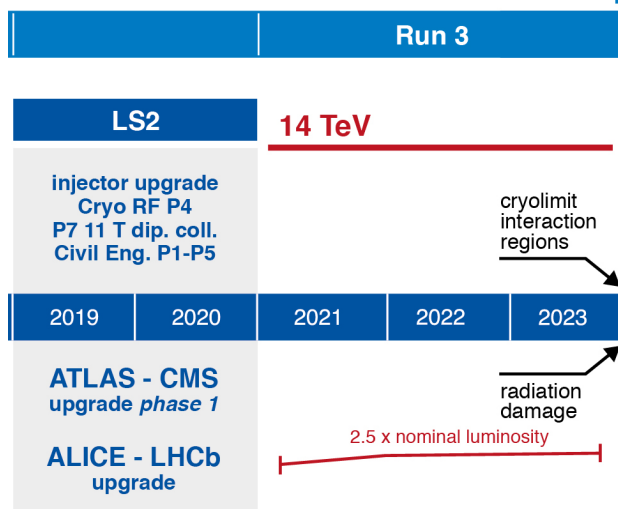 Run 3
LS2
14 TeV
injector upgrade
Cryo RF P4
P7 11 T dip. coll.
Civil Eng. P1-P5
cryolimit
interaction
regions
2019 2020 2021 2022 2023
ATLAS - CMS
upgrade phase 1
radiation
damage
2.5 x nominal luminosity
ALICE - LHCb
upgrade